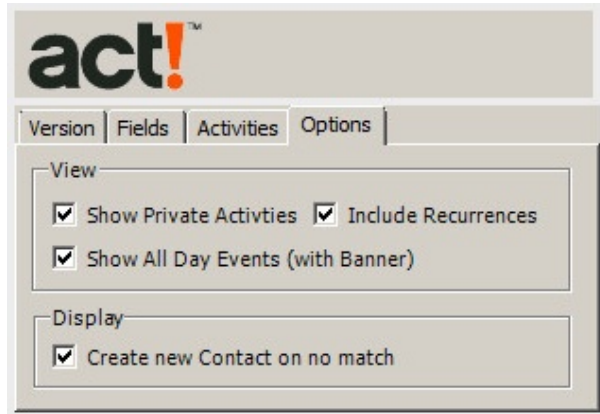 act!™
Version Fields Activities Options
View
Show Private Activties Include Recurrences
Show All Day Events (with Banner)
Display
Create new Contact on no match